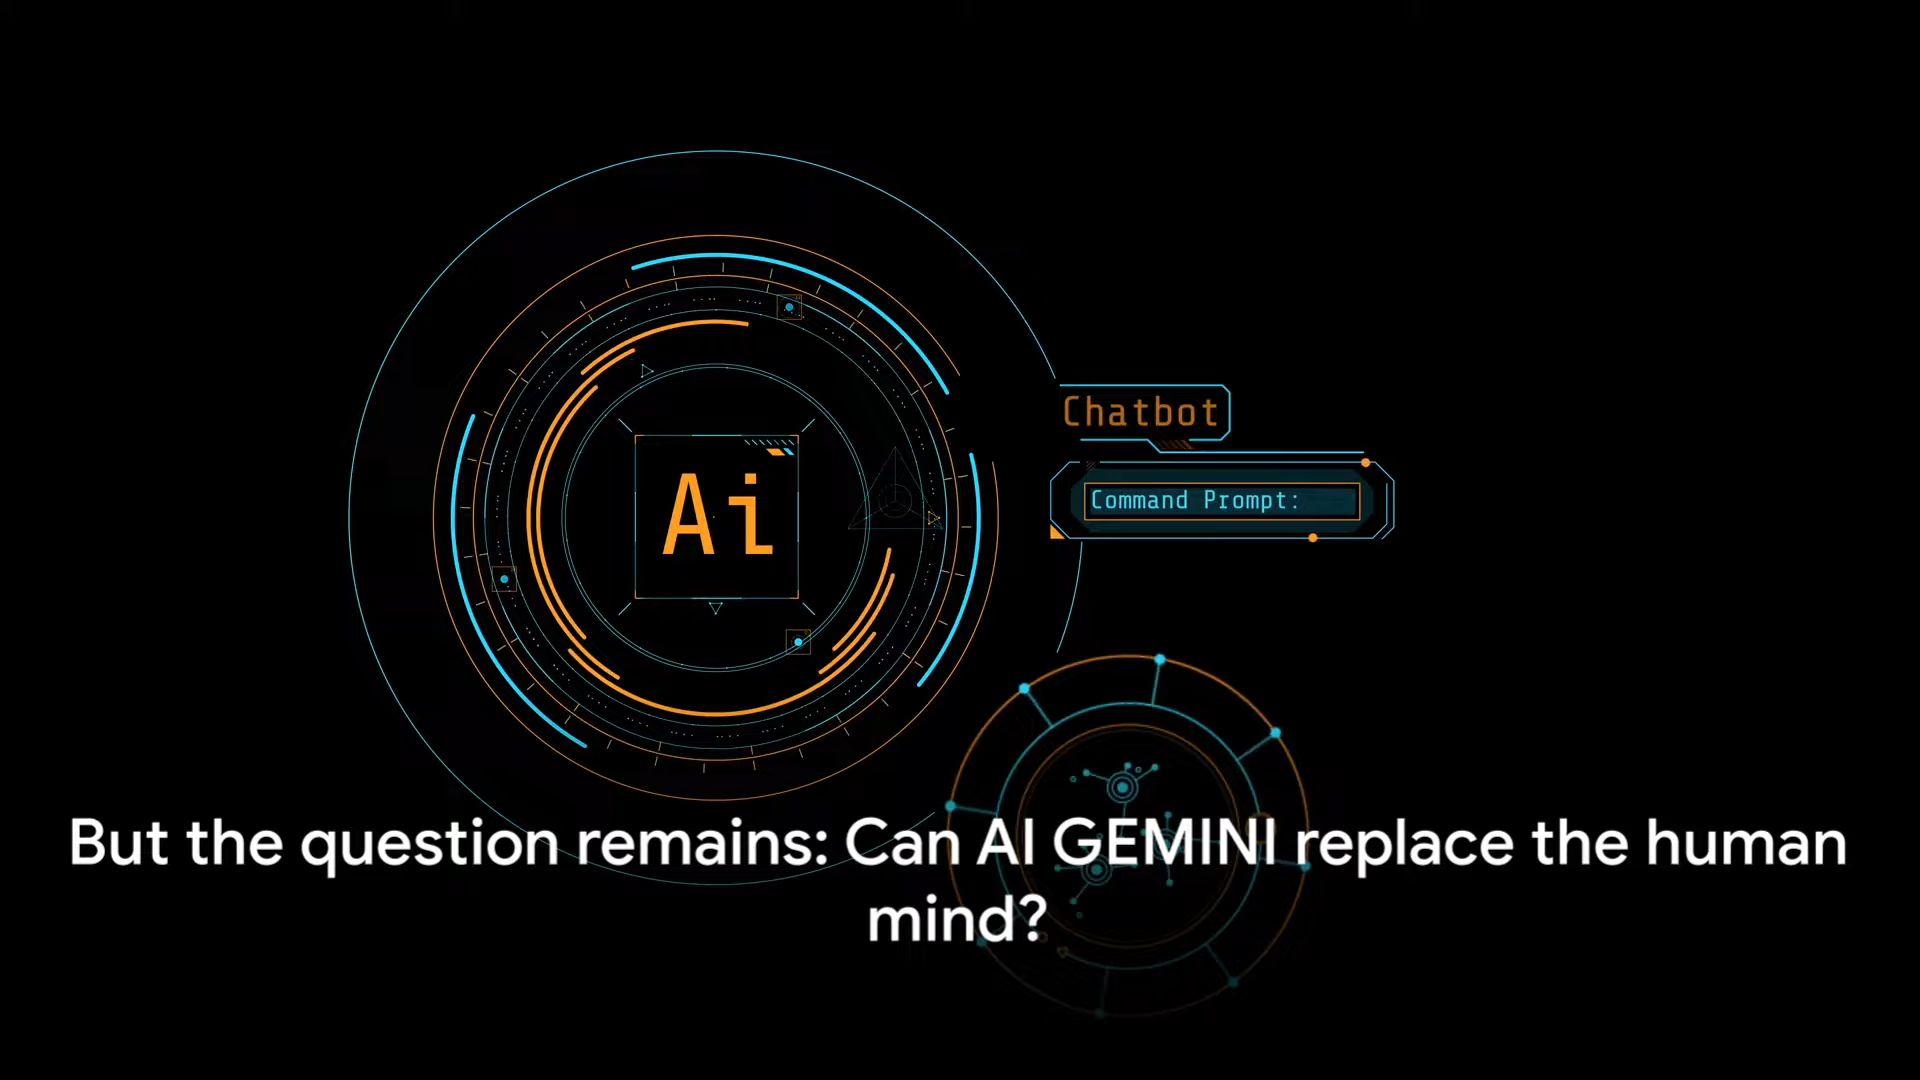 Ai
Chatbot
Command Prompt:
But the question remains: Can AI GEMINI replace the human
mind?